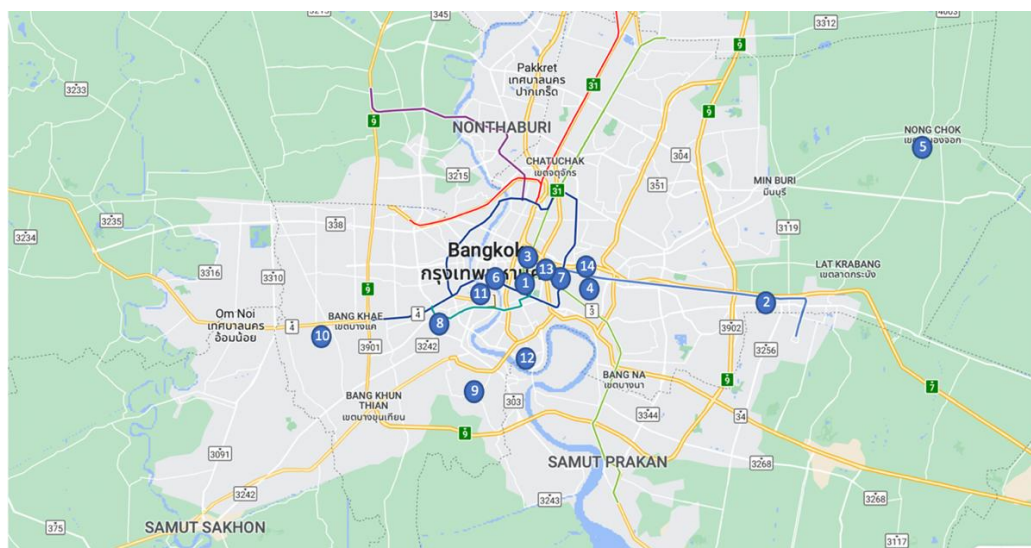 3215
345
9
4003
3312
Pakkret
เทศบาลนคร
ปากเกร็ด
3233
31
9
9
NONTHABURI
304
NONG CHOK
5
CHATUCHAK
เขตจตุจักร
3215
351
MIN BURI
มีนบุรี
31
3235
338
3119
3234
Bangkok
3
LAT KRABANG
เขตลาดกระบัง
3316
3310
13
14
6
1
7
4
9
11
2
Om Noi
เทศบาลนคร
อ้อมน้อย
4
BANG KHAE
เขตบางแค
4
8
3
3902
10
3901
3242
3256
12
BANG NA
เขตบางนา
9
7
BANG KHUN
THIAN
เขตบางขุนเทียน
9
303
3344
34
9
3091
SAMUT PRAKAN
3268
3242
3243
3268
375
SAMUT SAKHON
3117